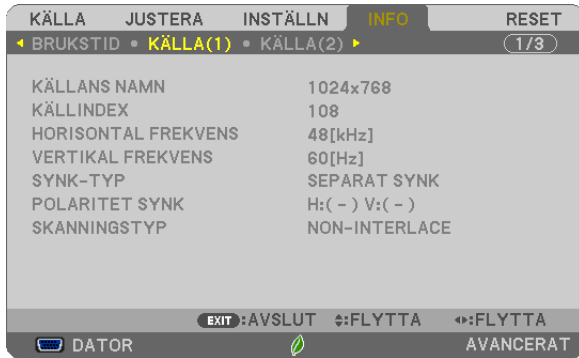 KÄLLA JUSTERA INSTÄLLN INFO RESET
BRUKSTID • KÄLLA(1) • KÄLLA(2) 1/3
KÄLLANS NAMN 1024x768
KÄLLINDEX 108
HORISONTAL FREKVENS 48[kHz]
VERTIKAL FREKVENS 60[Hz]
SYNK-TYP SEPARAT SYNK
POLARITET SYNK H:( – ) V:( – )
SKANNINGSTYP NON-INTERLACE
EXIT :AVSLUT :FLYTTA :FLYTTA
DATOR AVANCERAT